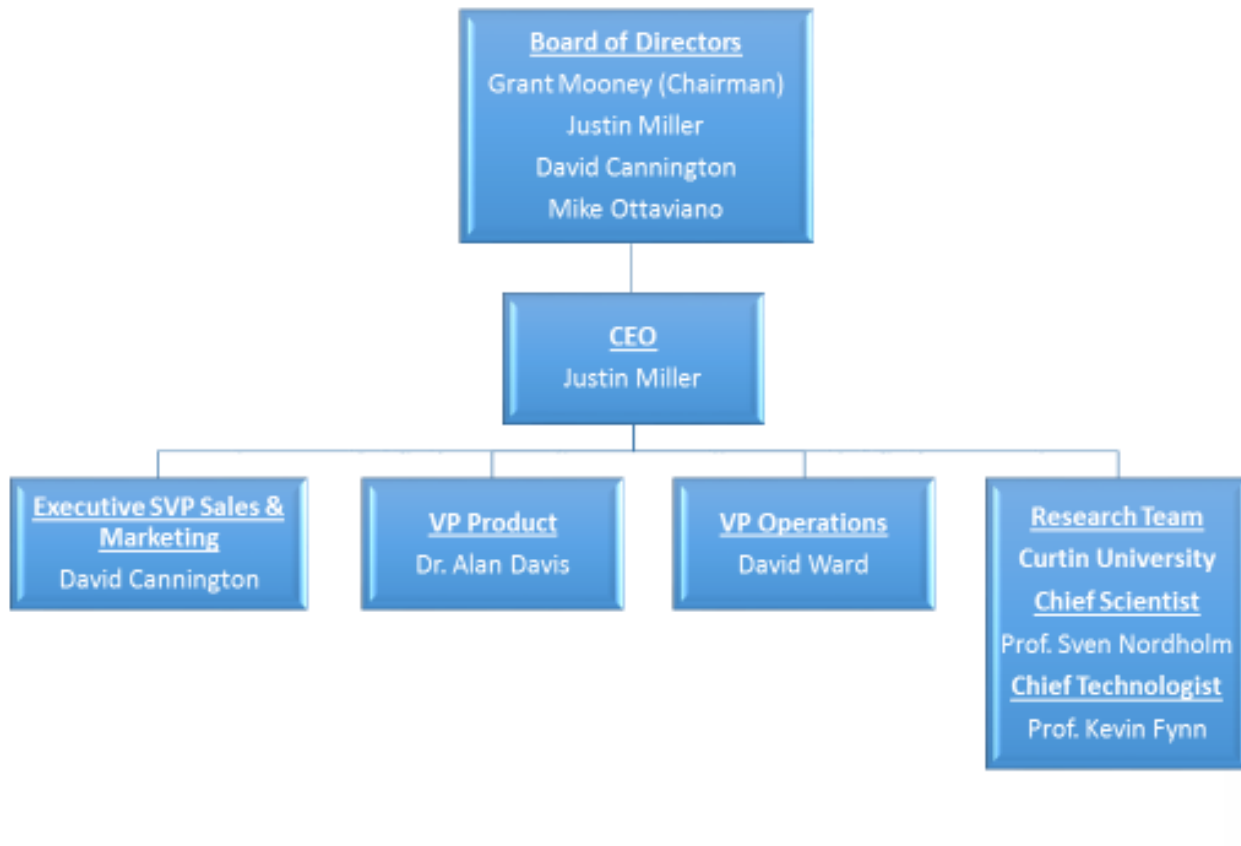 Board of Directors
Grant Mooney (Chairman)
Justin Miller
David Cannington
Mike Ottaviano
CEO
Justin Miller
Executive SVP Sales &
Marketing
David Cannington
VP Product
Dr. Alan Davis
VP Operations
David Ward
Research Team
Curtin University
Chief Scientist
Prof. Sven Nordholm
Chief Technologist
Prof. Kevin Fynn